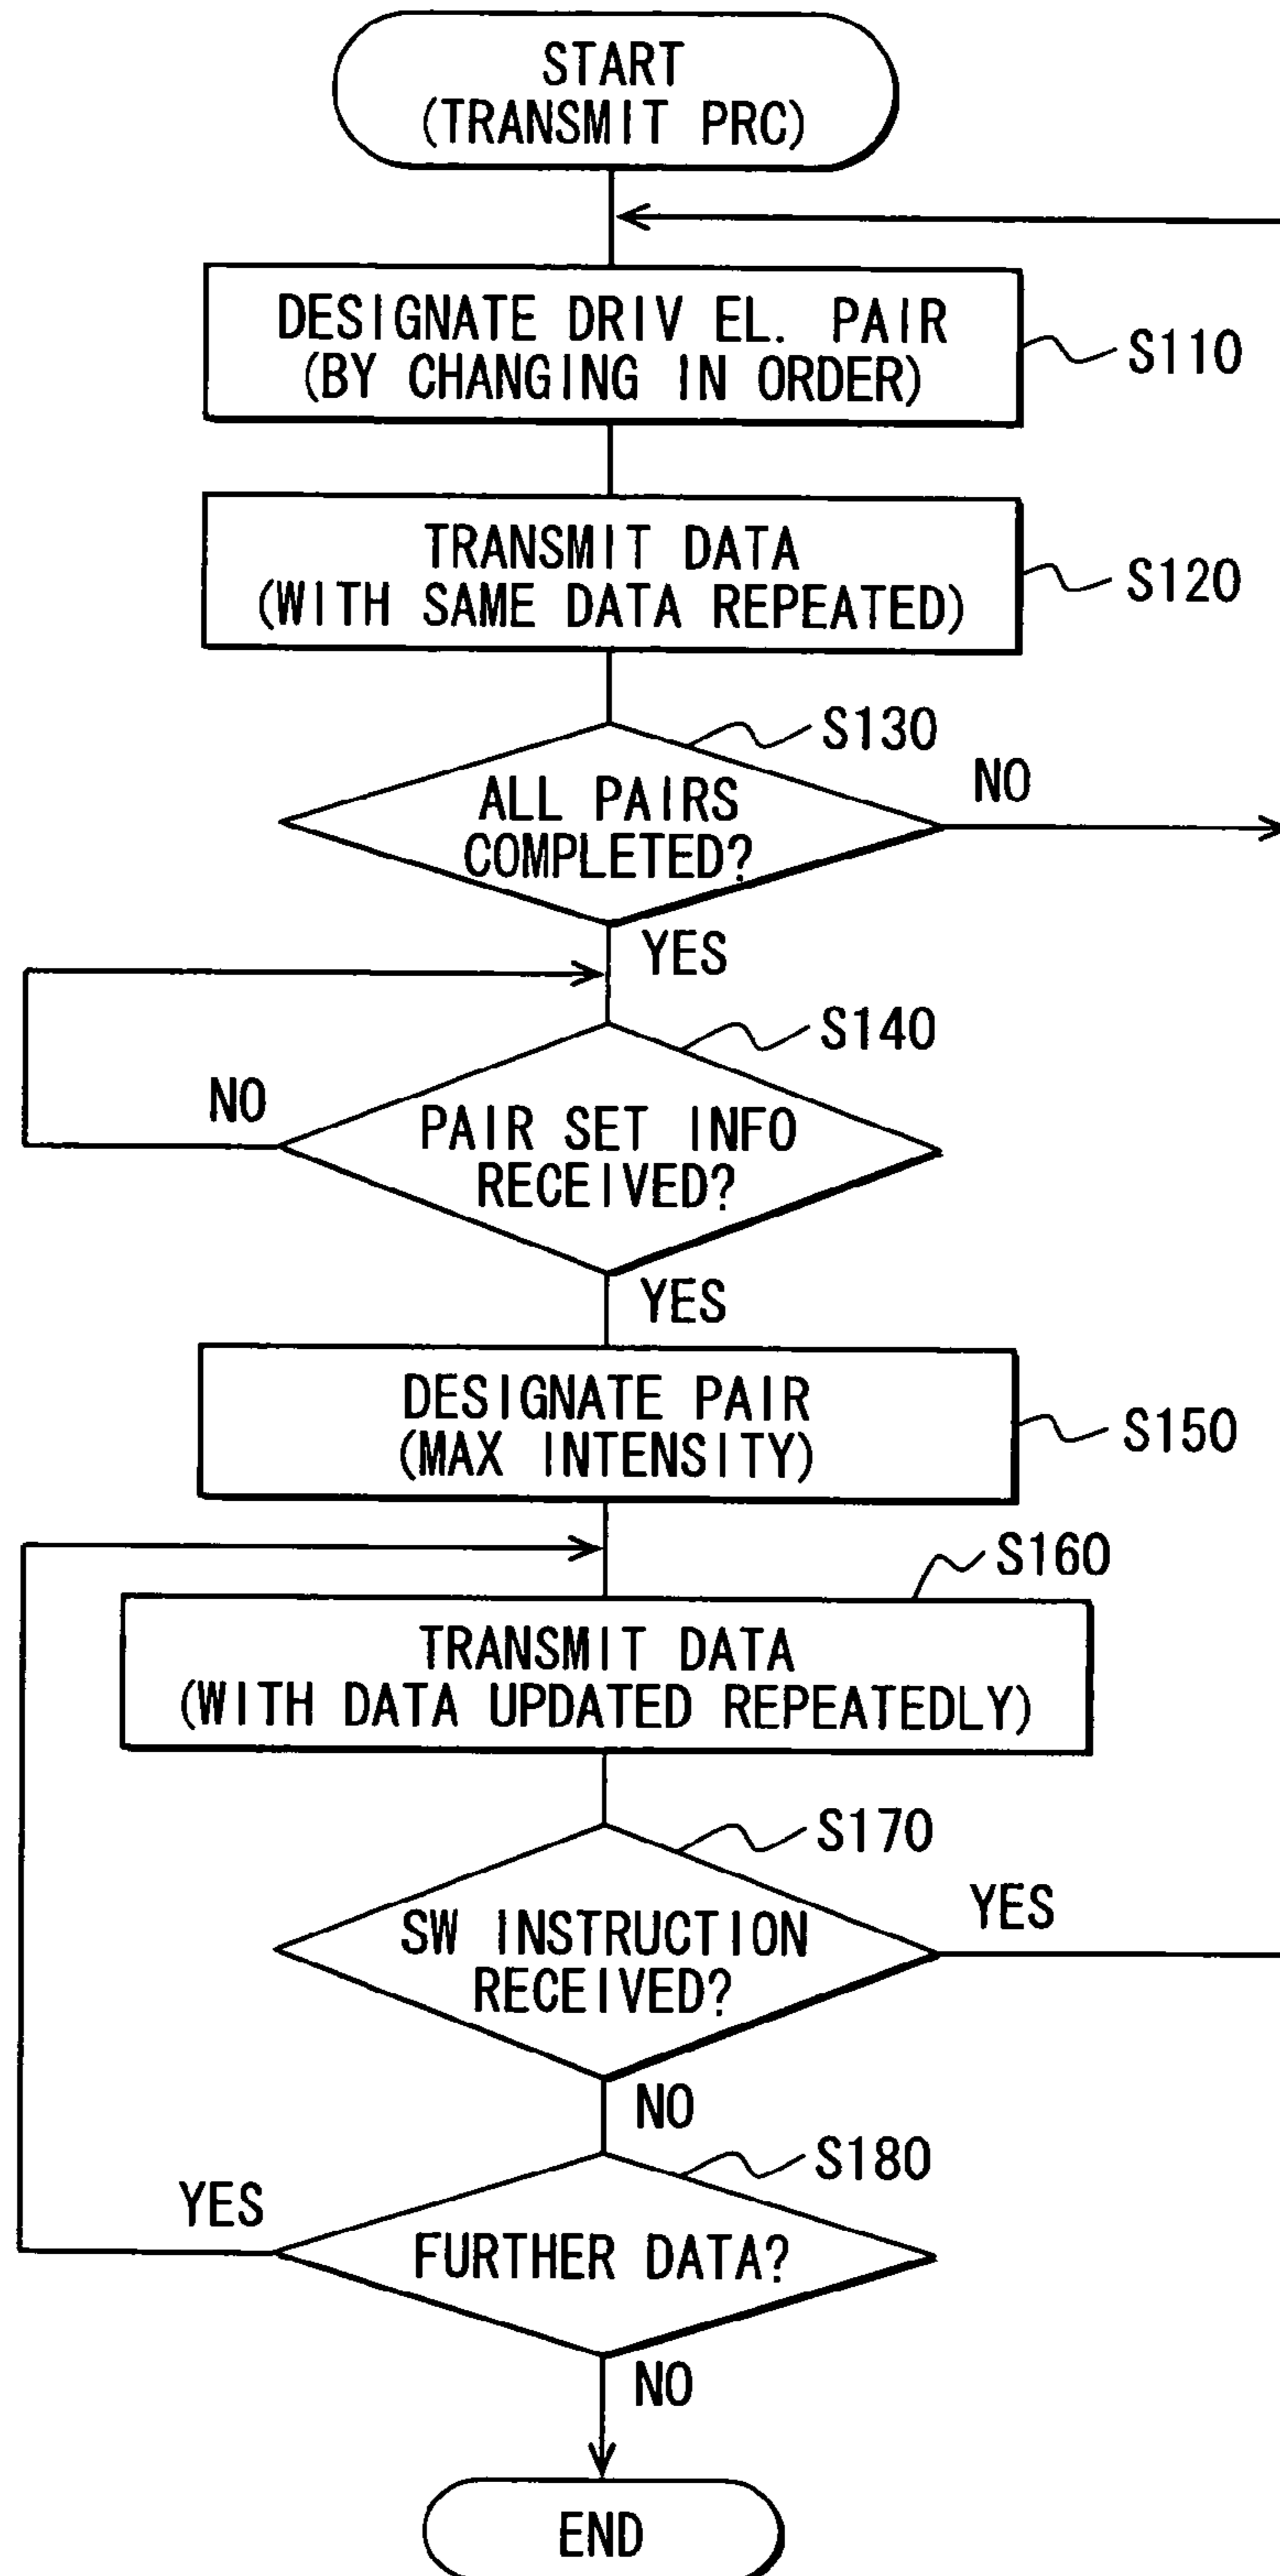 START
(TRANSMIT PRC)
DESIGNATE DRIV EL. PAIR
(BY CHANGING IN ORDER)
S110
TRANSMIT DATA
(WITH SAME DATA REPEATED)
S120
S130
ALL PAIRS
COMPLETED?
NO
YES
S140
NO
PAIR SET INFO
RECEIVED?
YES
DESIGNATE PAIR
(MAX INTENSITY)
S150
S160
TRANSMIT DATA
(WITH DATA UPDATED REPEATEDLY)
S170
YES
SW INSTRUCTION
RECEIVED?
NO
S180
YES
FURTHER DATA?
NO
END